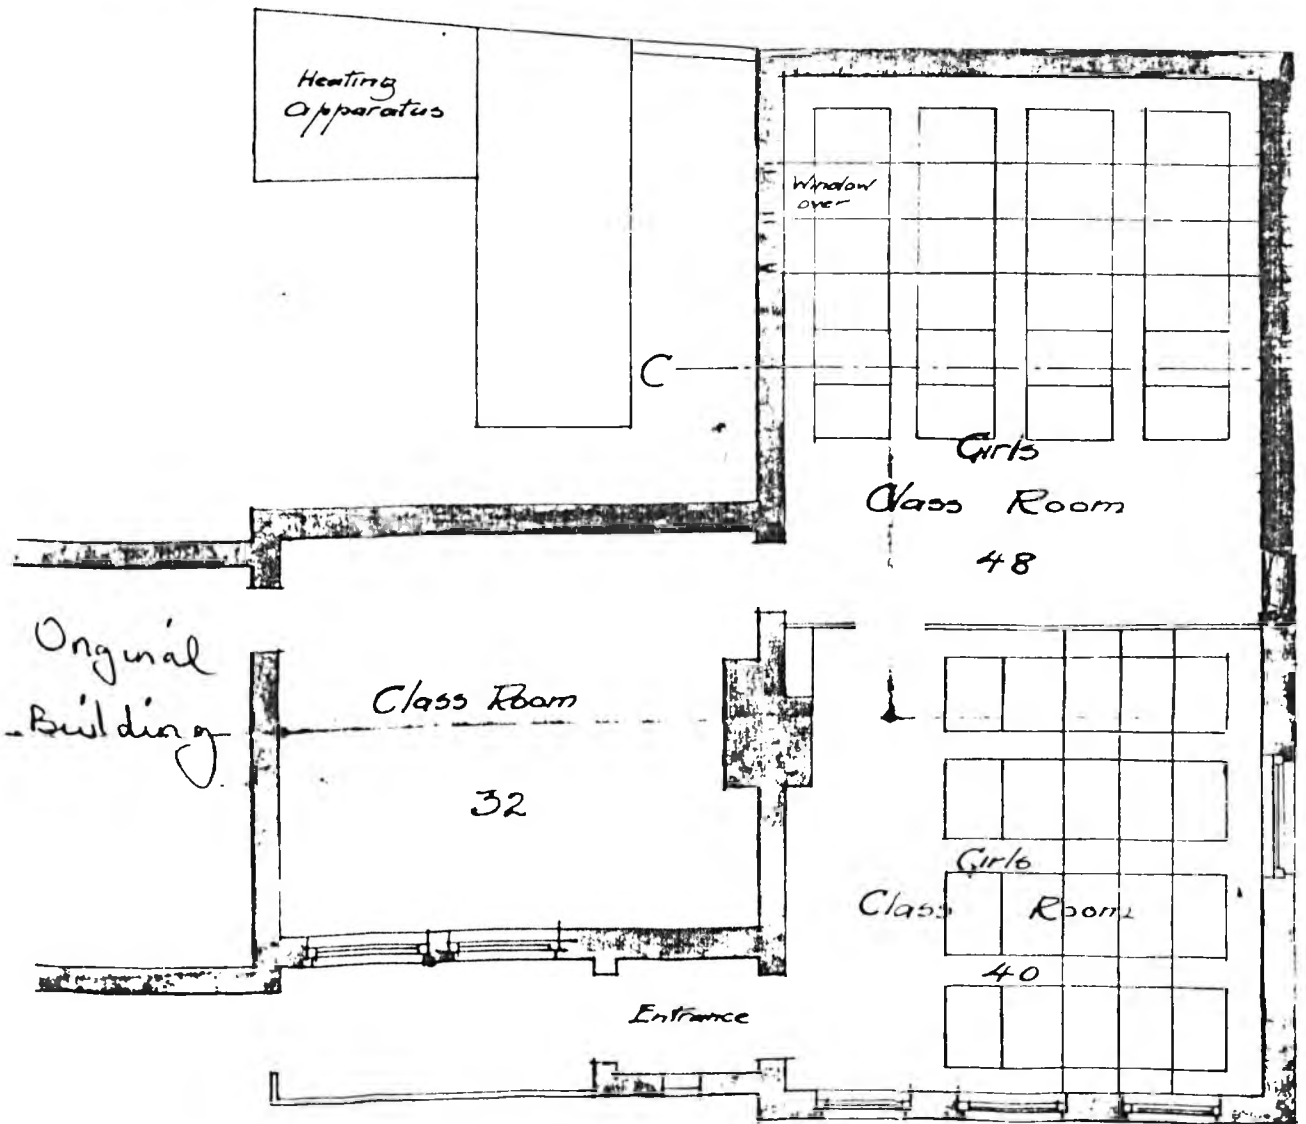 Heating
apparatus
Window
over
C
Girls
Class Room
48
Original
Building
Class Room
32
Girls
Class Room
40
Entrance